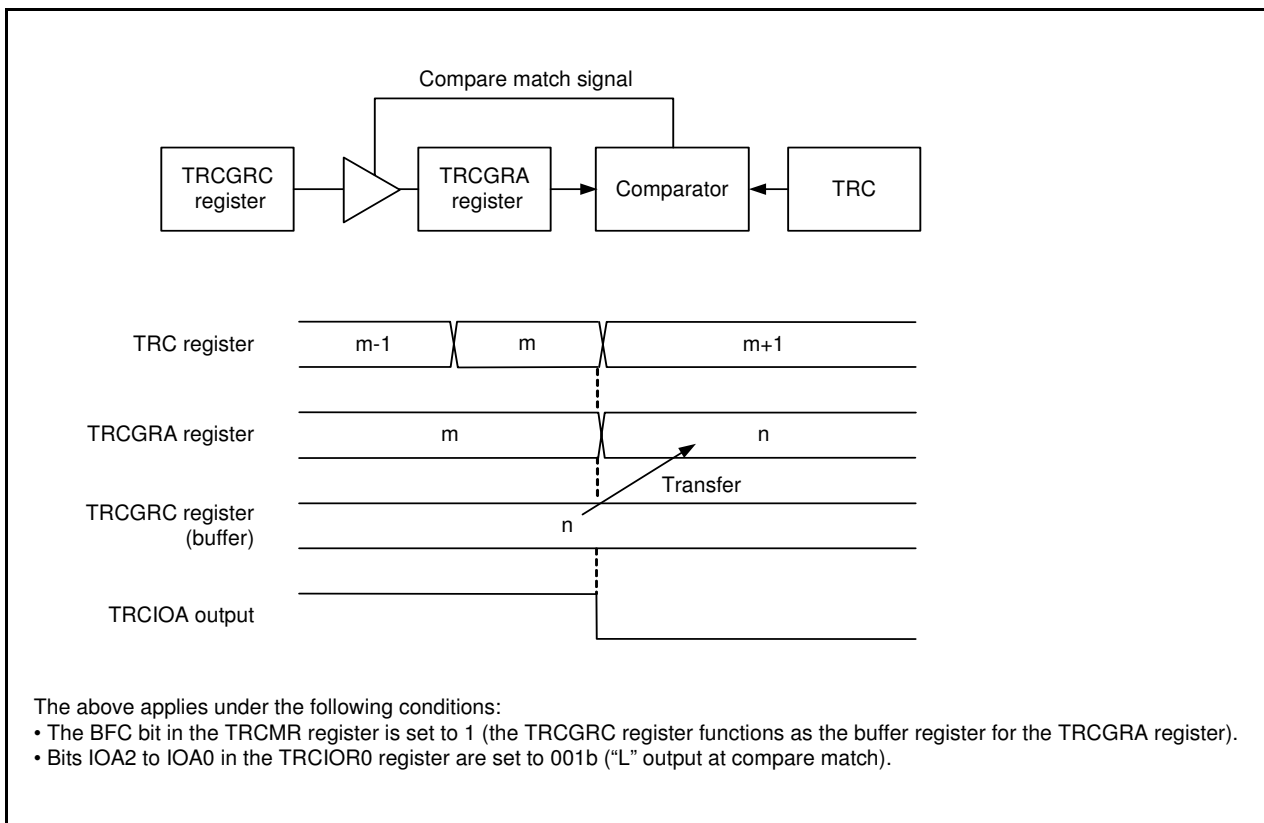 Compare match signal
TRCGRC
register
TRCGRA
register
Comparator
TRC
TRC register
m-1
m
m+1
TRCGRA register
m
n
Transfer
TRCGRC register
(buffer)
n
TRCIOA output
The above applies under the following conditions:
• The BFC bit in the TRCMR register is set to 1 (the TRCGRC register functions as the buffer register for the TRCGRA register).
• Bits IOA2 to IOA0 in the TRCIOR0 register are set to 001b (“L” output at compare match).